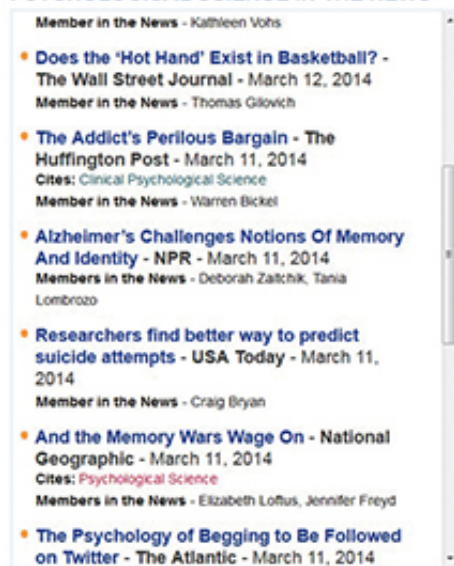 Member in the News - Kathleen Vohs
Does the ‘Hot Hand’ Exist in Basketball? -
The Wall Street Journal - March 12, 2014
Member in the News - Thomas Gilovich
The Addict's Perilous Bargain - The
Huffington Post - March 11, 2014
Cites: Clinical Psychological Science
Member in the News - Warren Bickel
Alzheimer's Challenges Notions Of Memory
And Identity - NPR - March 11, 2014
Members in the News - Deborah Zaitchik, Tania
Lombrozo
Researchers find better way to predict
suicide attempts - USA Today - March 11,
2014
Member in the News - Craig Bryan
And the Memory Wars Wage On - National
Geographic - March 11, 2014
Cites: Psychological Science
Members in the News - Elizabeth Loftus, Jennifer Freyd
The Psychology of Begging to Be Followed
on Twitter - The Atlantic - March 11, 2014